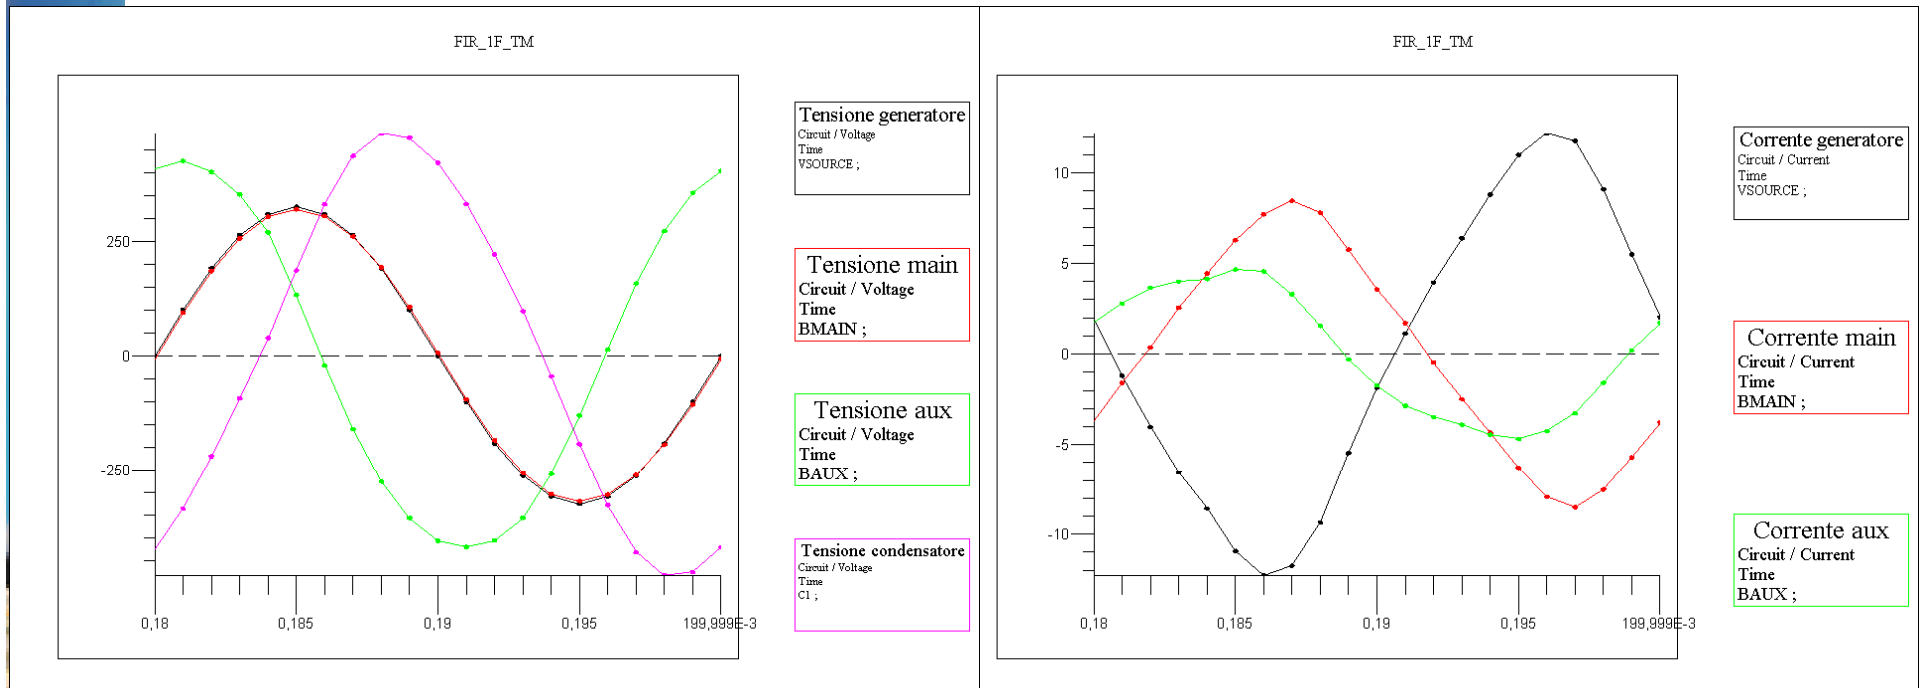 FIR_1F_TM
250
0
-250
0,18
0,185
0,19
0,195
199,999E-3
Tensione generatore
Circuit / Voltage
Time
VSOURCE ;
Tensione main
Circuit / Voltage
Time
BMAIN ;
Tensione aux
Circuit / Voltage
Time
BAUX ;
Tensione condensatore
Circuit / Voltage
Time
C1 ;
FIR_1F_TM
10
5
0
-5
-10
0,18
0,185
0,19
0,195
199,999E-3
Corrente generatore
Circuit / Current
Time
VSOURCE ;
Corrente main
Circuit / Current
Time
BMAIN ;
Corrente aux
Circuit / Current
Time
BAUX ;